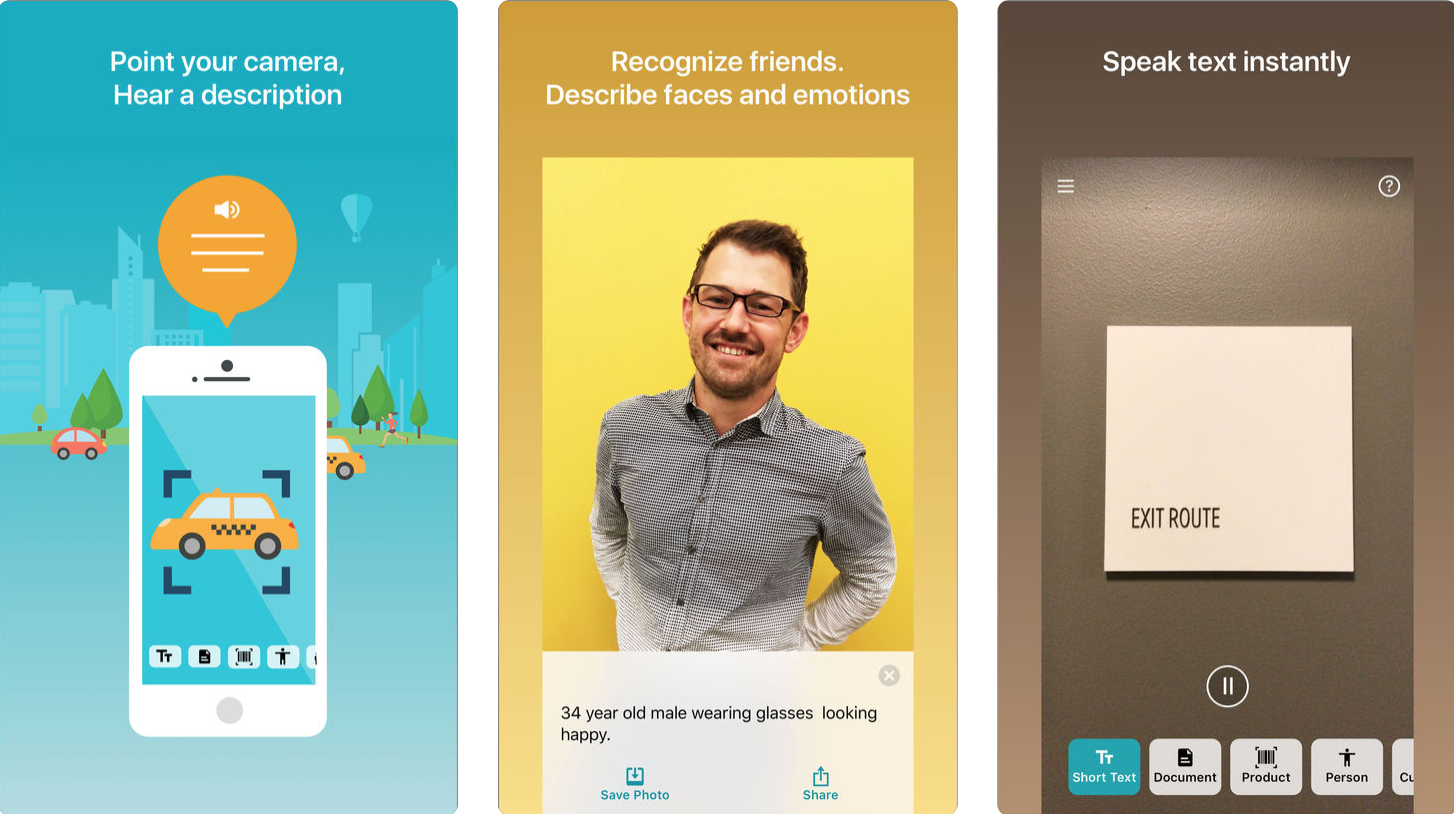 Point your camera,
Hear a description
Tт
Recognize friends.
Describe faces and emotions
34 year old male wearing glasses  looking
happy.
Save Photo
Share
Speak text instantly
?
EXIT ROUTE
Tт
Short Text
Document
Product
Person
Cu